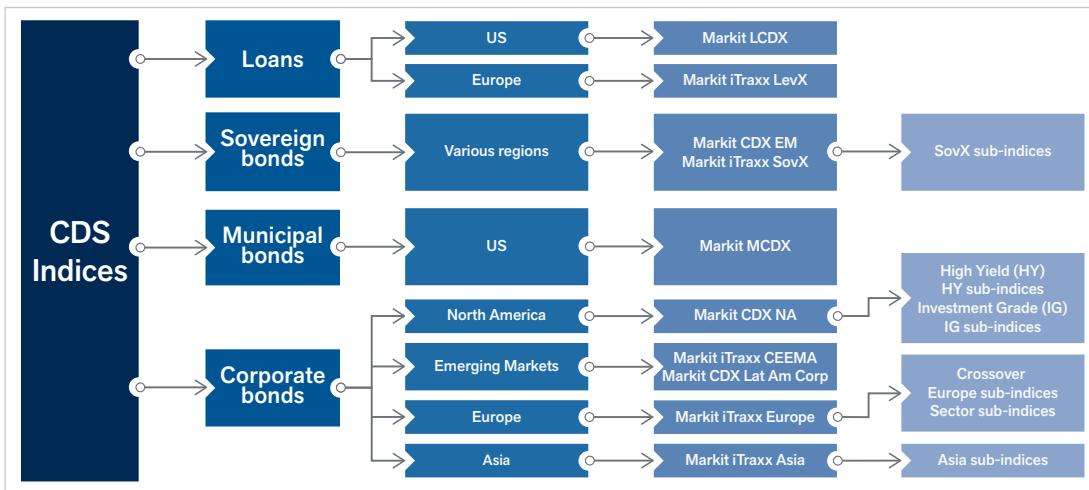 CDS
Indices
Loans
US
Markit LCDX
Europe
Markit iTraxx LevX
Sovereign
bonds
Various regions
Markit CDX EM
Markit iTraxx SovX
SovX sub-indices
Municipal
bonds
US
Markit MCDX
Corporate
bonds
North America
Markit CDX NA
High Yield (HY)
HY sub-indices
Investment Grade (IG)
IG sub-indices
Emerging Markets
Markit iTraxx CEEMA
Markit CDX Lat Am Corp
Europe
Markit iTraxx Europe
Crossover
Europe sub-indices
Sector sub-indices
Asia
Markit iTraxx Asia
Asia sub-indices